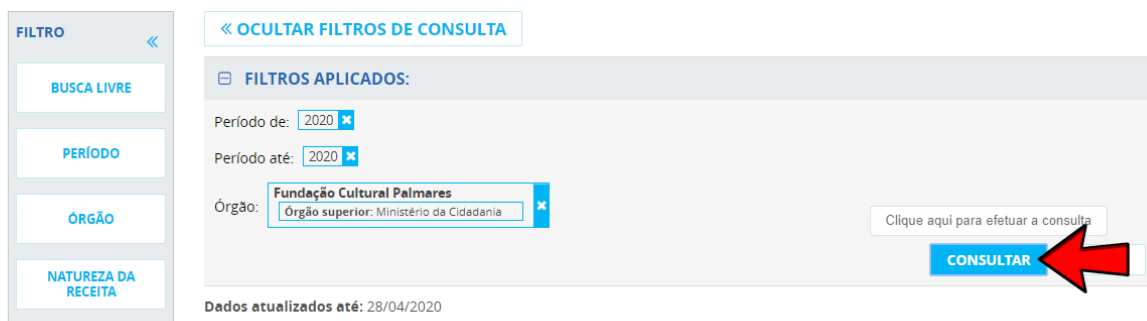 FILTRO «
BUSCA LIVRE
PERÍODO
ÓRGÃO
NATUREZA DA
RECEITA
« OCULTAR FILTROS DE CONSULTA
FILTROS APLICADOS:
Período de: 2020
Período até: 2020
Órgão: Fundação Cultural Palmares
Órgão superior: Ministério da Cidadania
Clique aqui para efetuar a consulta
CONSULTAR
Dados atualizados até: 28/04/2020